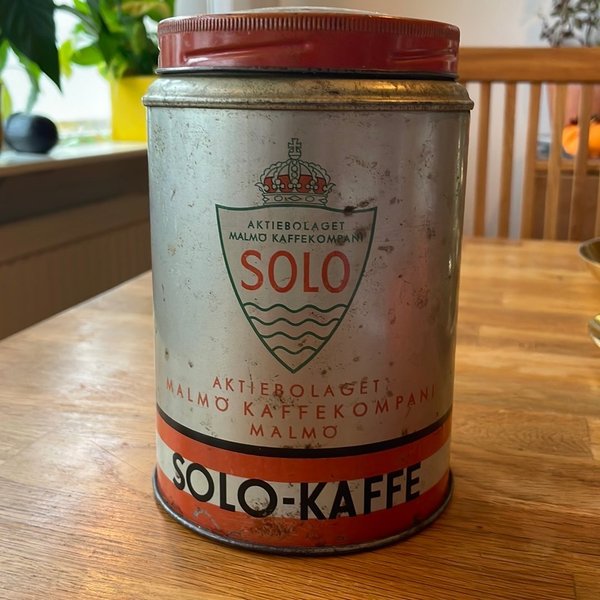 AKTIEBOLAGET
MALMÖ KAFFEKOMPANI
SOLO
AKTIEBOLAGET
MALMÖ KAFFEKOMPANI
MALMÖ
SOLO-KAFFE